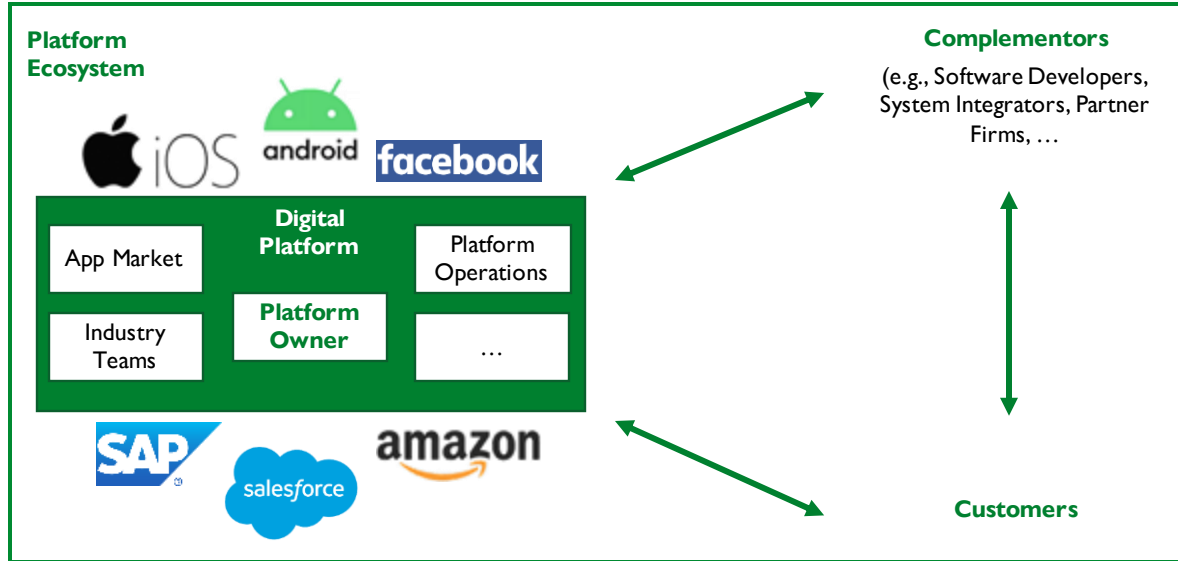 Platform
Ecosystem
Complementors
(e.g., Software Developers,
System Integrators, Partner
Firms, …
iOS
android
facebook
Digital
Platform
App Market
Platform
Operations
Platform
Owner
Industry
Teams
…
SAP
salesforce
amazon
Customers